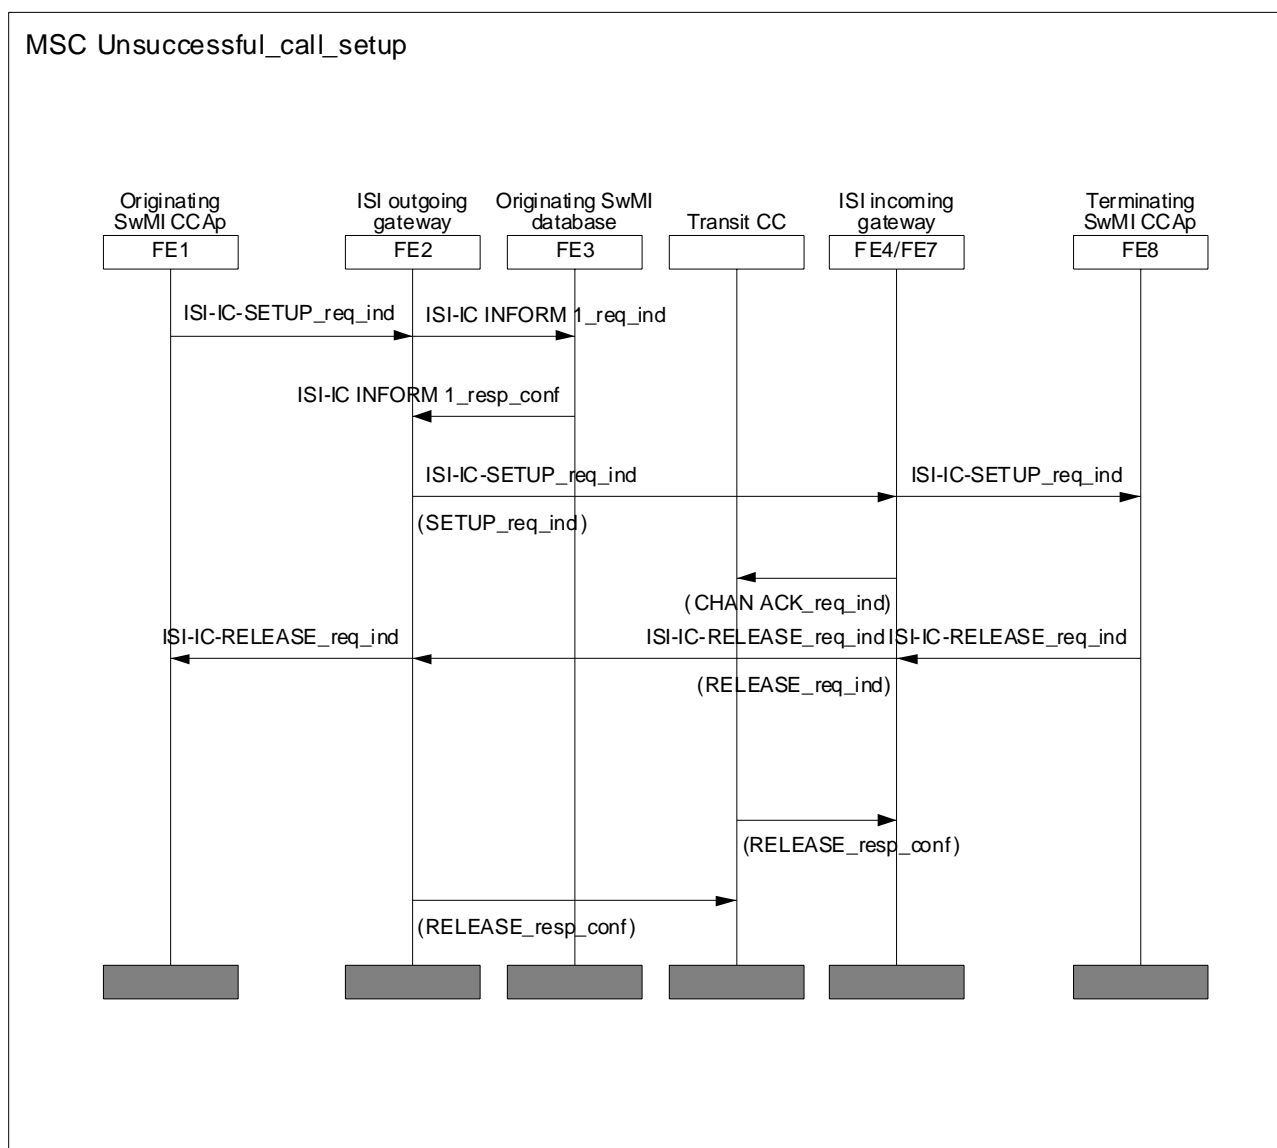 MSC Unsuccessful_call_setup
Originating
SwMI CCAp
ISI outgoing
gateway
Originating SwMI
database
Transit CC
ISI incoming
gateway
Terminating
SwMI CCAp
FE1
FE2
FE3
FE4/FE7
FE8
ISI-IC-SETUP_req_ind
ISI-IC INFORM 1_req_ind
ISI-IC INFORM 1_resp_conf
ISI-IC-SETUP_req_ind
ISI-IC-SETUP_req_ind
(SETUP_req_ind)
(CHAN ACK_req_ind)
ISI-IC-RELEASE_req_ind
ISI-IC-RELEASE_req_ind
ISI-IC-RELEASE_req_ind
(RELEASE_req_ind)
(RELEASE_resp_conf)
(RELEASE_resp_conf)